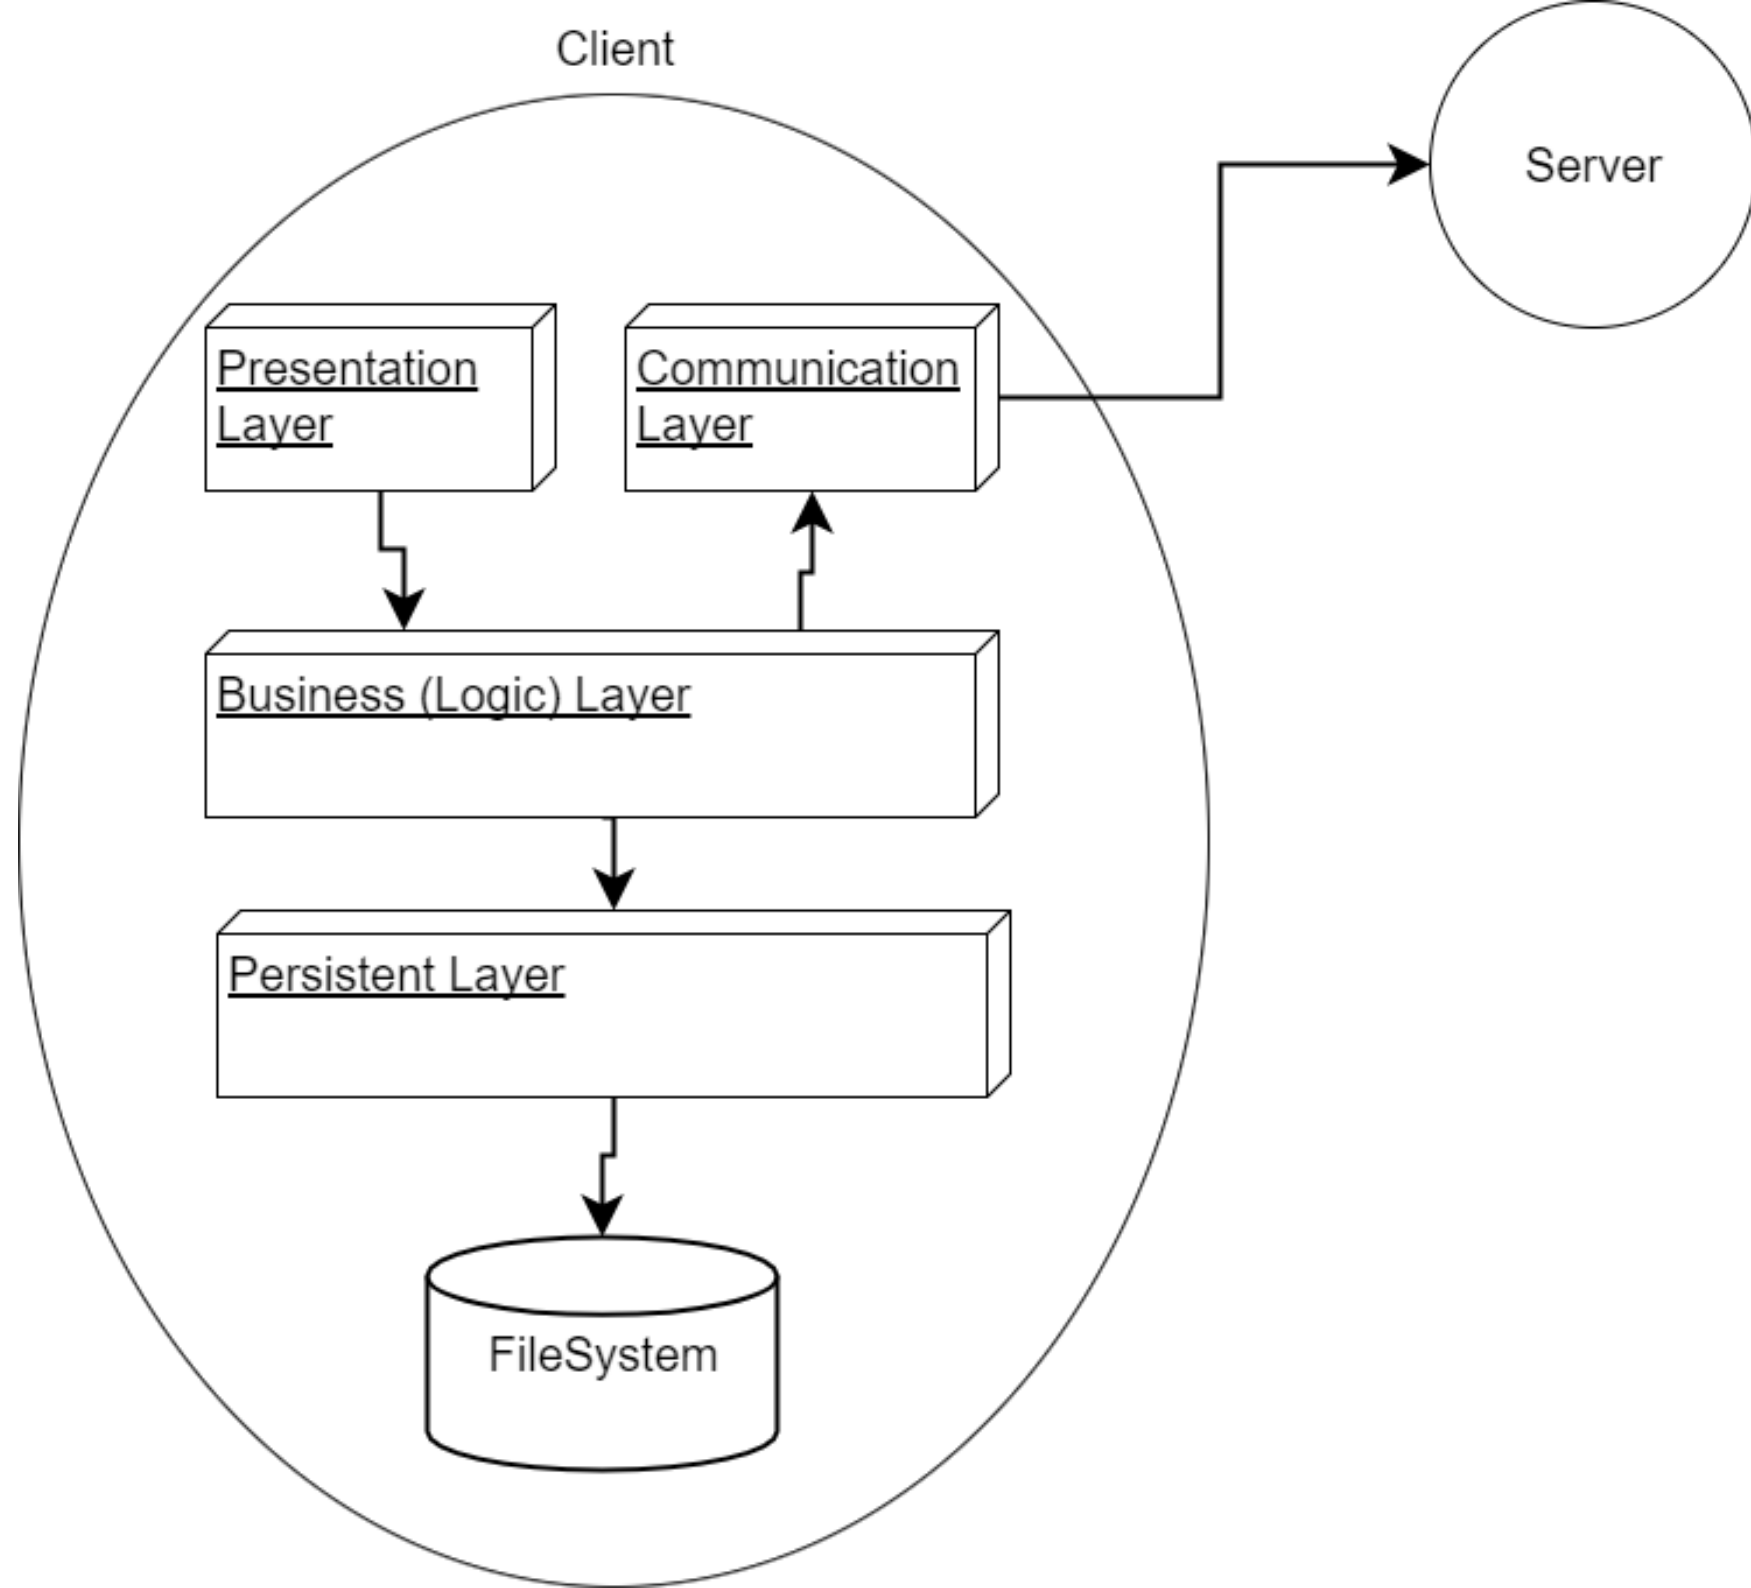 Client
Server
Presentation
Layer
Communication
Layer
Business (Logic) Layer
Persistent Layer
FileSystem